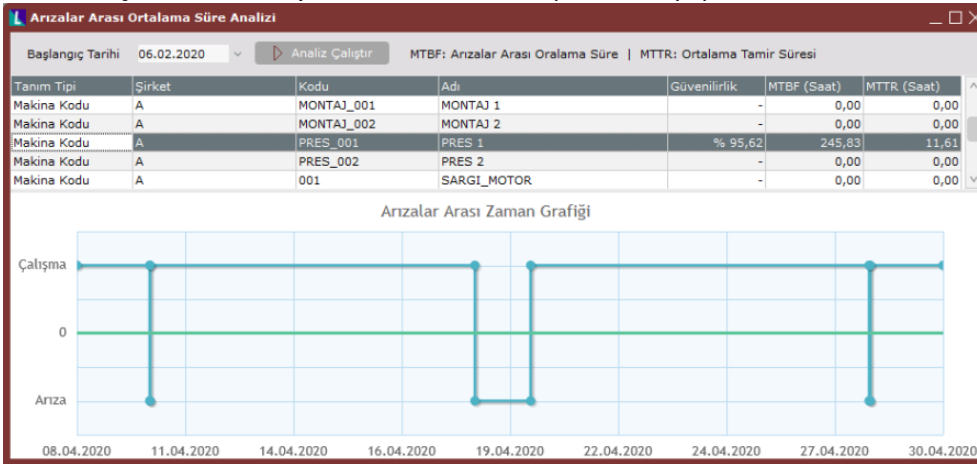 Arızalar Arası Ortalama Süre Analizi
Başlangıç Tarihi 06.02.2020 Analiz Çalıştır MTBF: Arızalar Arası Oralama Süre | MTTR: Ortalama Tamir Süresi
Tanım Tipi Şirket Kodu Adı Güvenilirlik MTBF (Saat) MTTR (Saat)
Makina Kodu A MONTAJ_001 MONTAJ 1 - 0,00 0,00
Makina Kodu A MONTAJ_002 MONTAJ 2 - 0,00 0,00
Makina Kodu A PRES_001 PRES 1 % 95,62 245,83 11,61
Makina Kodu A PRES_002 PRES 2 - 0,00 0,00
Makina Kodu A 001 SARGI_MOTOR - 0,00 0,00
Arızalar Arası Zaman Grafiği
Çalışma
0
Arıza
08.04.2020 11.04.2020 14.04.2020 16.04.2020 19.04.2020 22.04.2020 24.04.2020 27.04.2020 30.04.2020